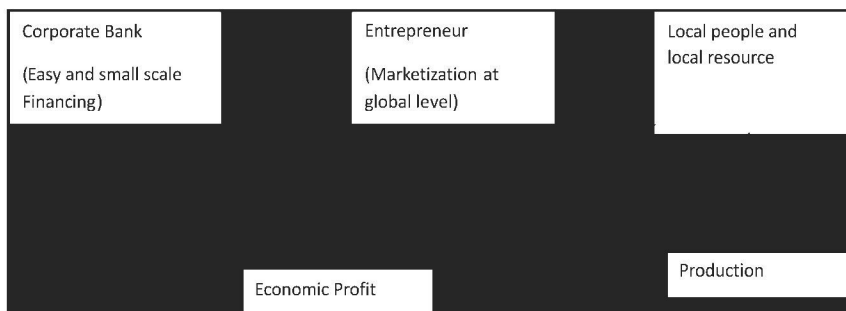 Corporate Bank
(Easy and small scale
Financing)
Entrepreneur
(Marketization at
global level)
Local people and
local resource
Production
Economic Profit